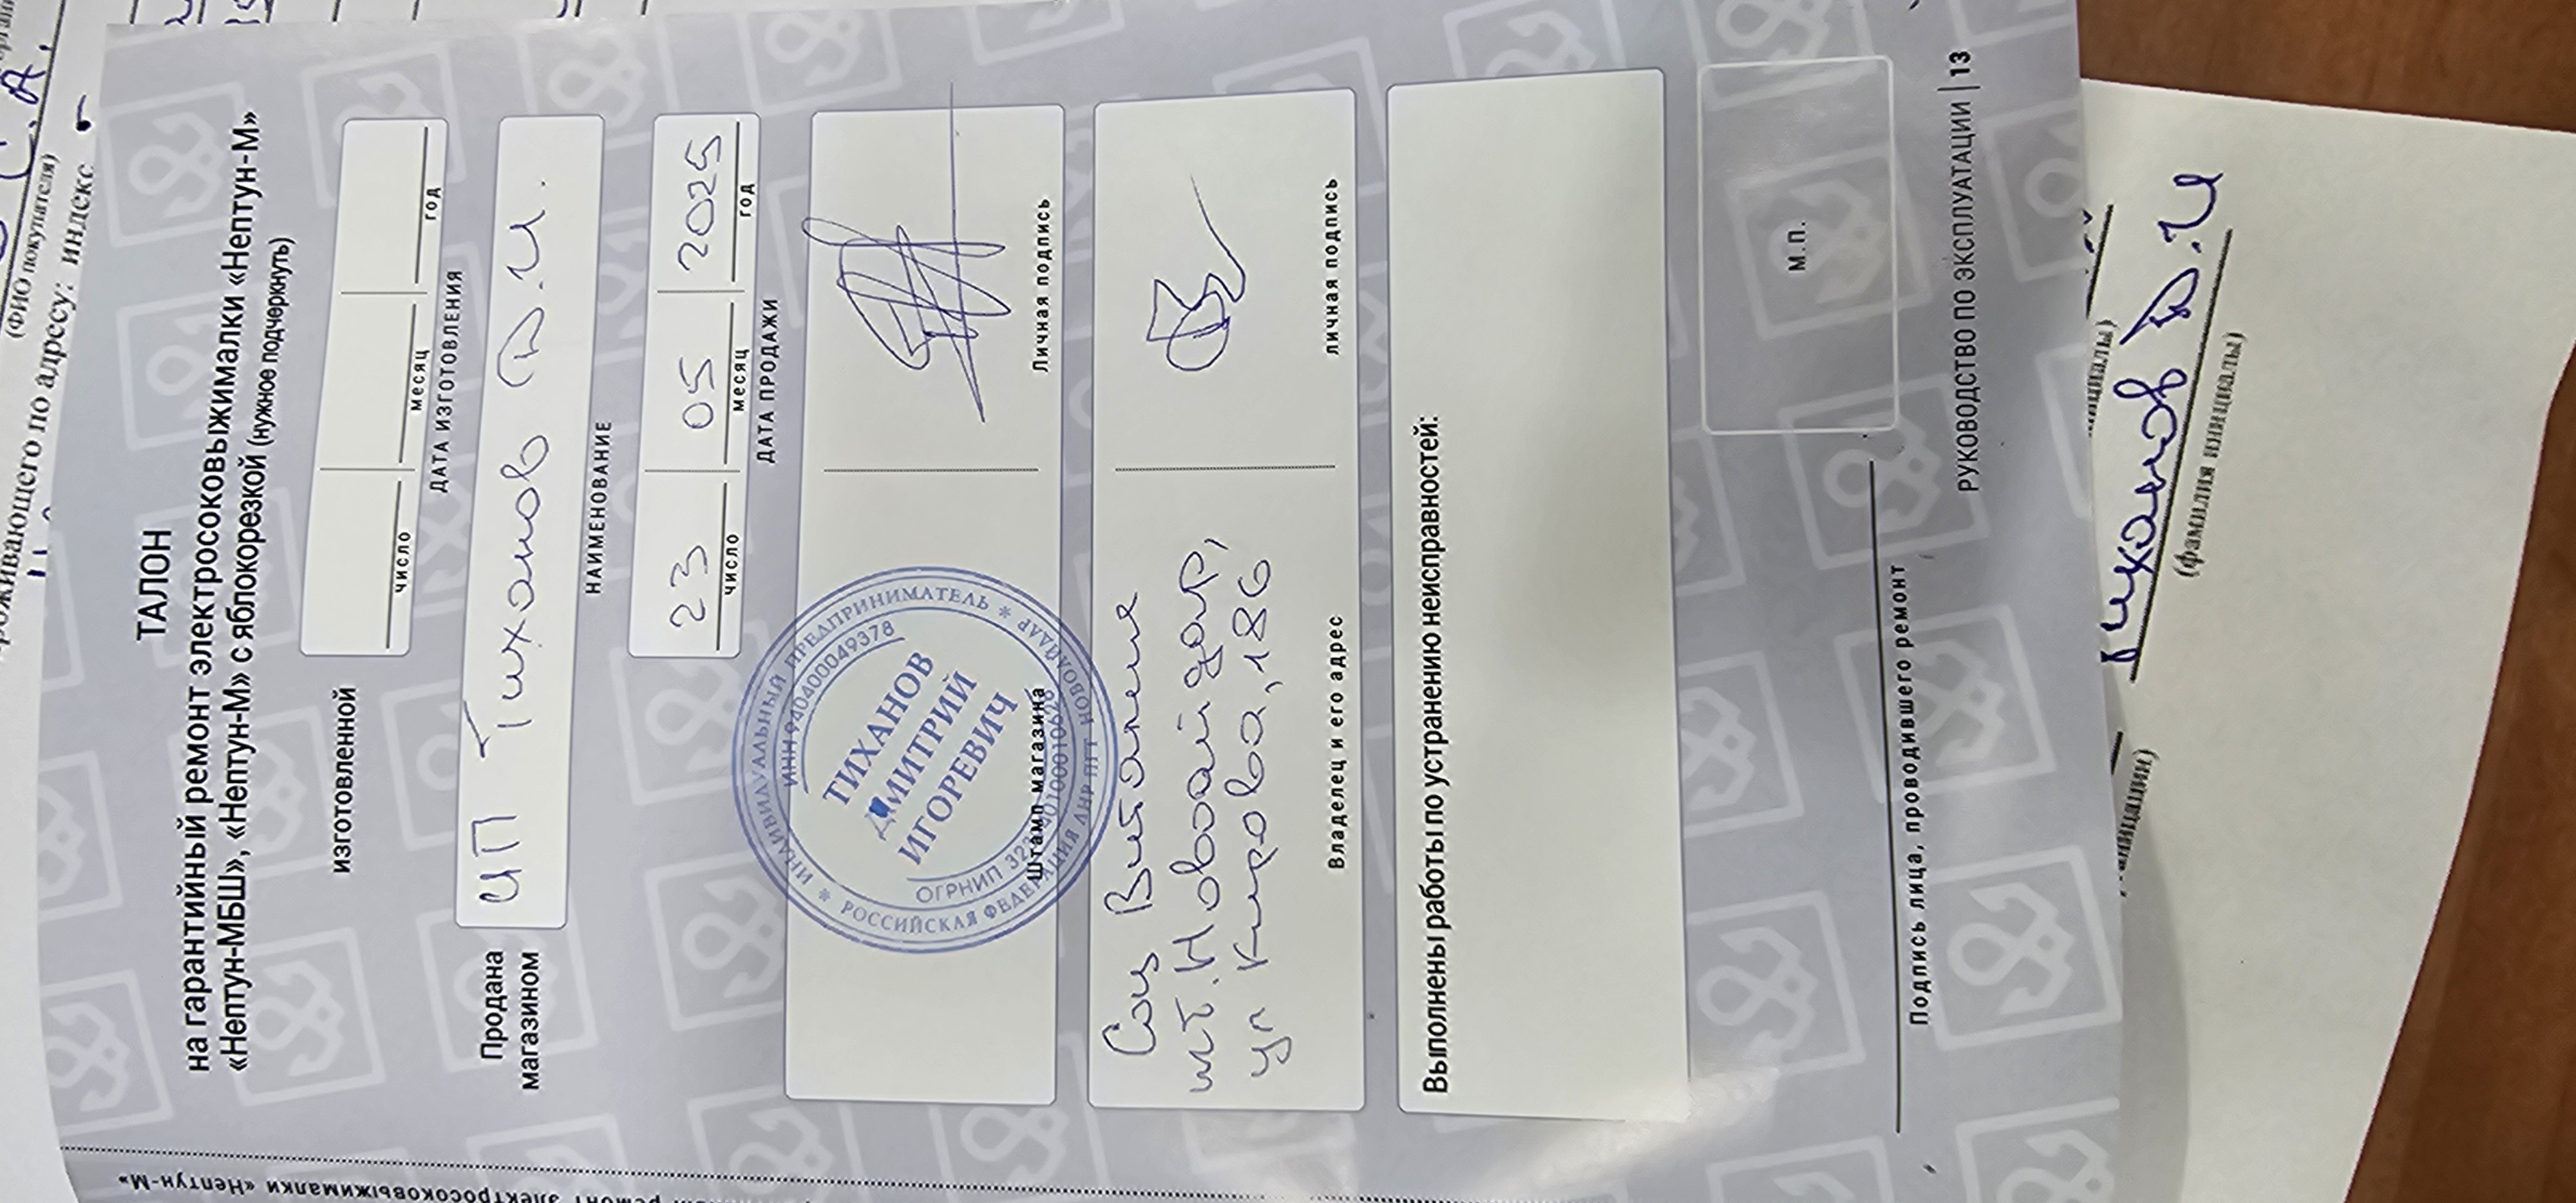 (ФИО покупателя)
по адресу: индекс
ТАЛОН
на гарантийный ремонт электросоковыжималки «Нептун-М»
«Нептун-МБШ», «Нептун-М» с яблокорезкой (нужное подчеркнуть)
изготовленной
число месяц год
ДАТА ИЗГОТОВЛЕНИЯ
Продана магазином
ИП Тиханов Д.И.
НАИМЕНОВАНИЕ
23 05 2025
число месяц год
ДАТА ПРОДАЖИ
ИНДИВИДУАЛЬНЫЙ ПРЕДПРИНИМАТЕЛЬ
РОССИЙСКАЯ ФЕДЕРАЦИЯ ЛНР ПГТ НОВОАЙДАР
ИНН 940400049378
ТИХАНОВ
ДМИТРИЙ
ИГОРЕВИЧ
ОГРНИП
Штамп магазина
Личная подпись
Соц
пгт. Новоайдар,
ул Кирова, 186
Владелец и его адрес
личная подпись
Выполнены работы по устранению неисправностей:
М.П.
Подпись лица, проводившего ремонт
РУКОВОДСТВО ПО ЭКСПЛУАТАЦИИ | 13
Тиханов Д.И
(фамилия инициалы)